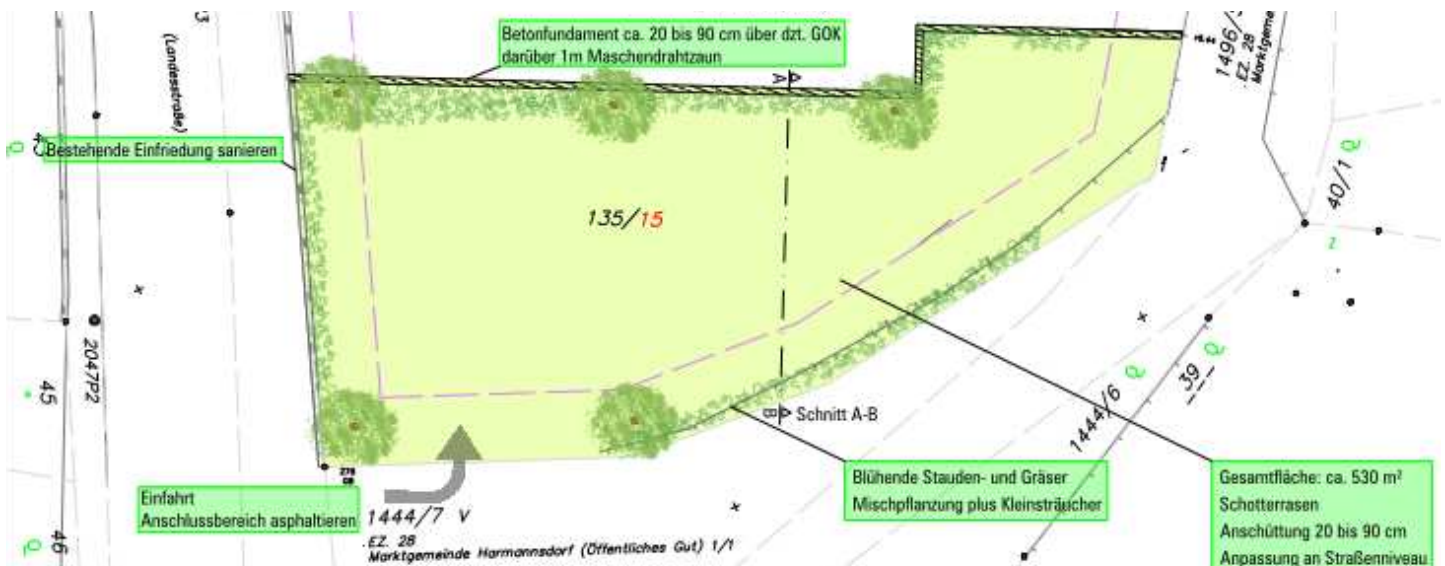 Betonfundament ca. 20 bis 90 cm über dzt. GOK
darüber 1m Maschendrahtzaun
(Landesstraße)
1496/
EZ. 28
Marktgeme
A
Bestehende Einfriedung sanieren
135/15
40/1
2047P2
45
46
39
1444/6
B
Schnitt A-B
Blühende Stauden- und Gräser
Mischpflanzung plus Kleinsträucher
Gesamtfläche: ca. 530 m²
Schotterrasen
Anschüttung 20 bis 90 cm
Anpassung an Straßenniveau
Einfahrt
Anschlussbereich asphaltieren
1444/7 V
EZ. 28
Marktgemeinde Harmannsdorf (Öffentliches Gut) 1/1